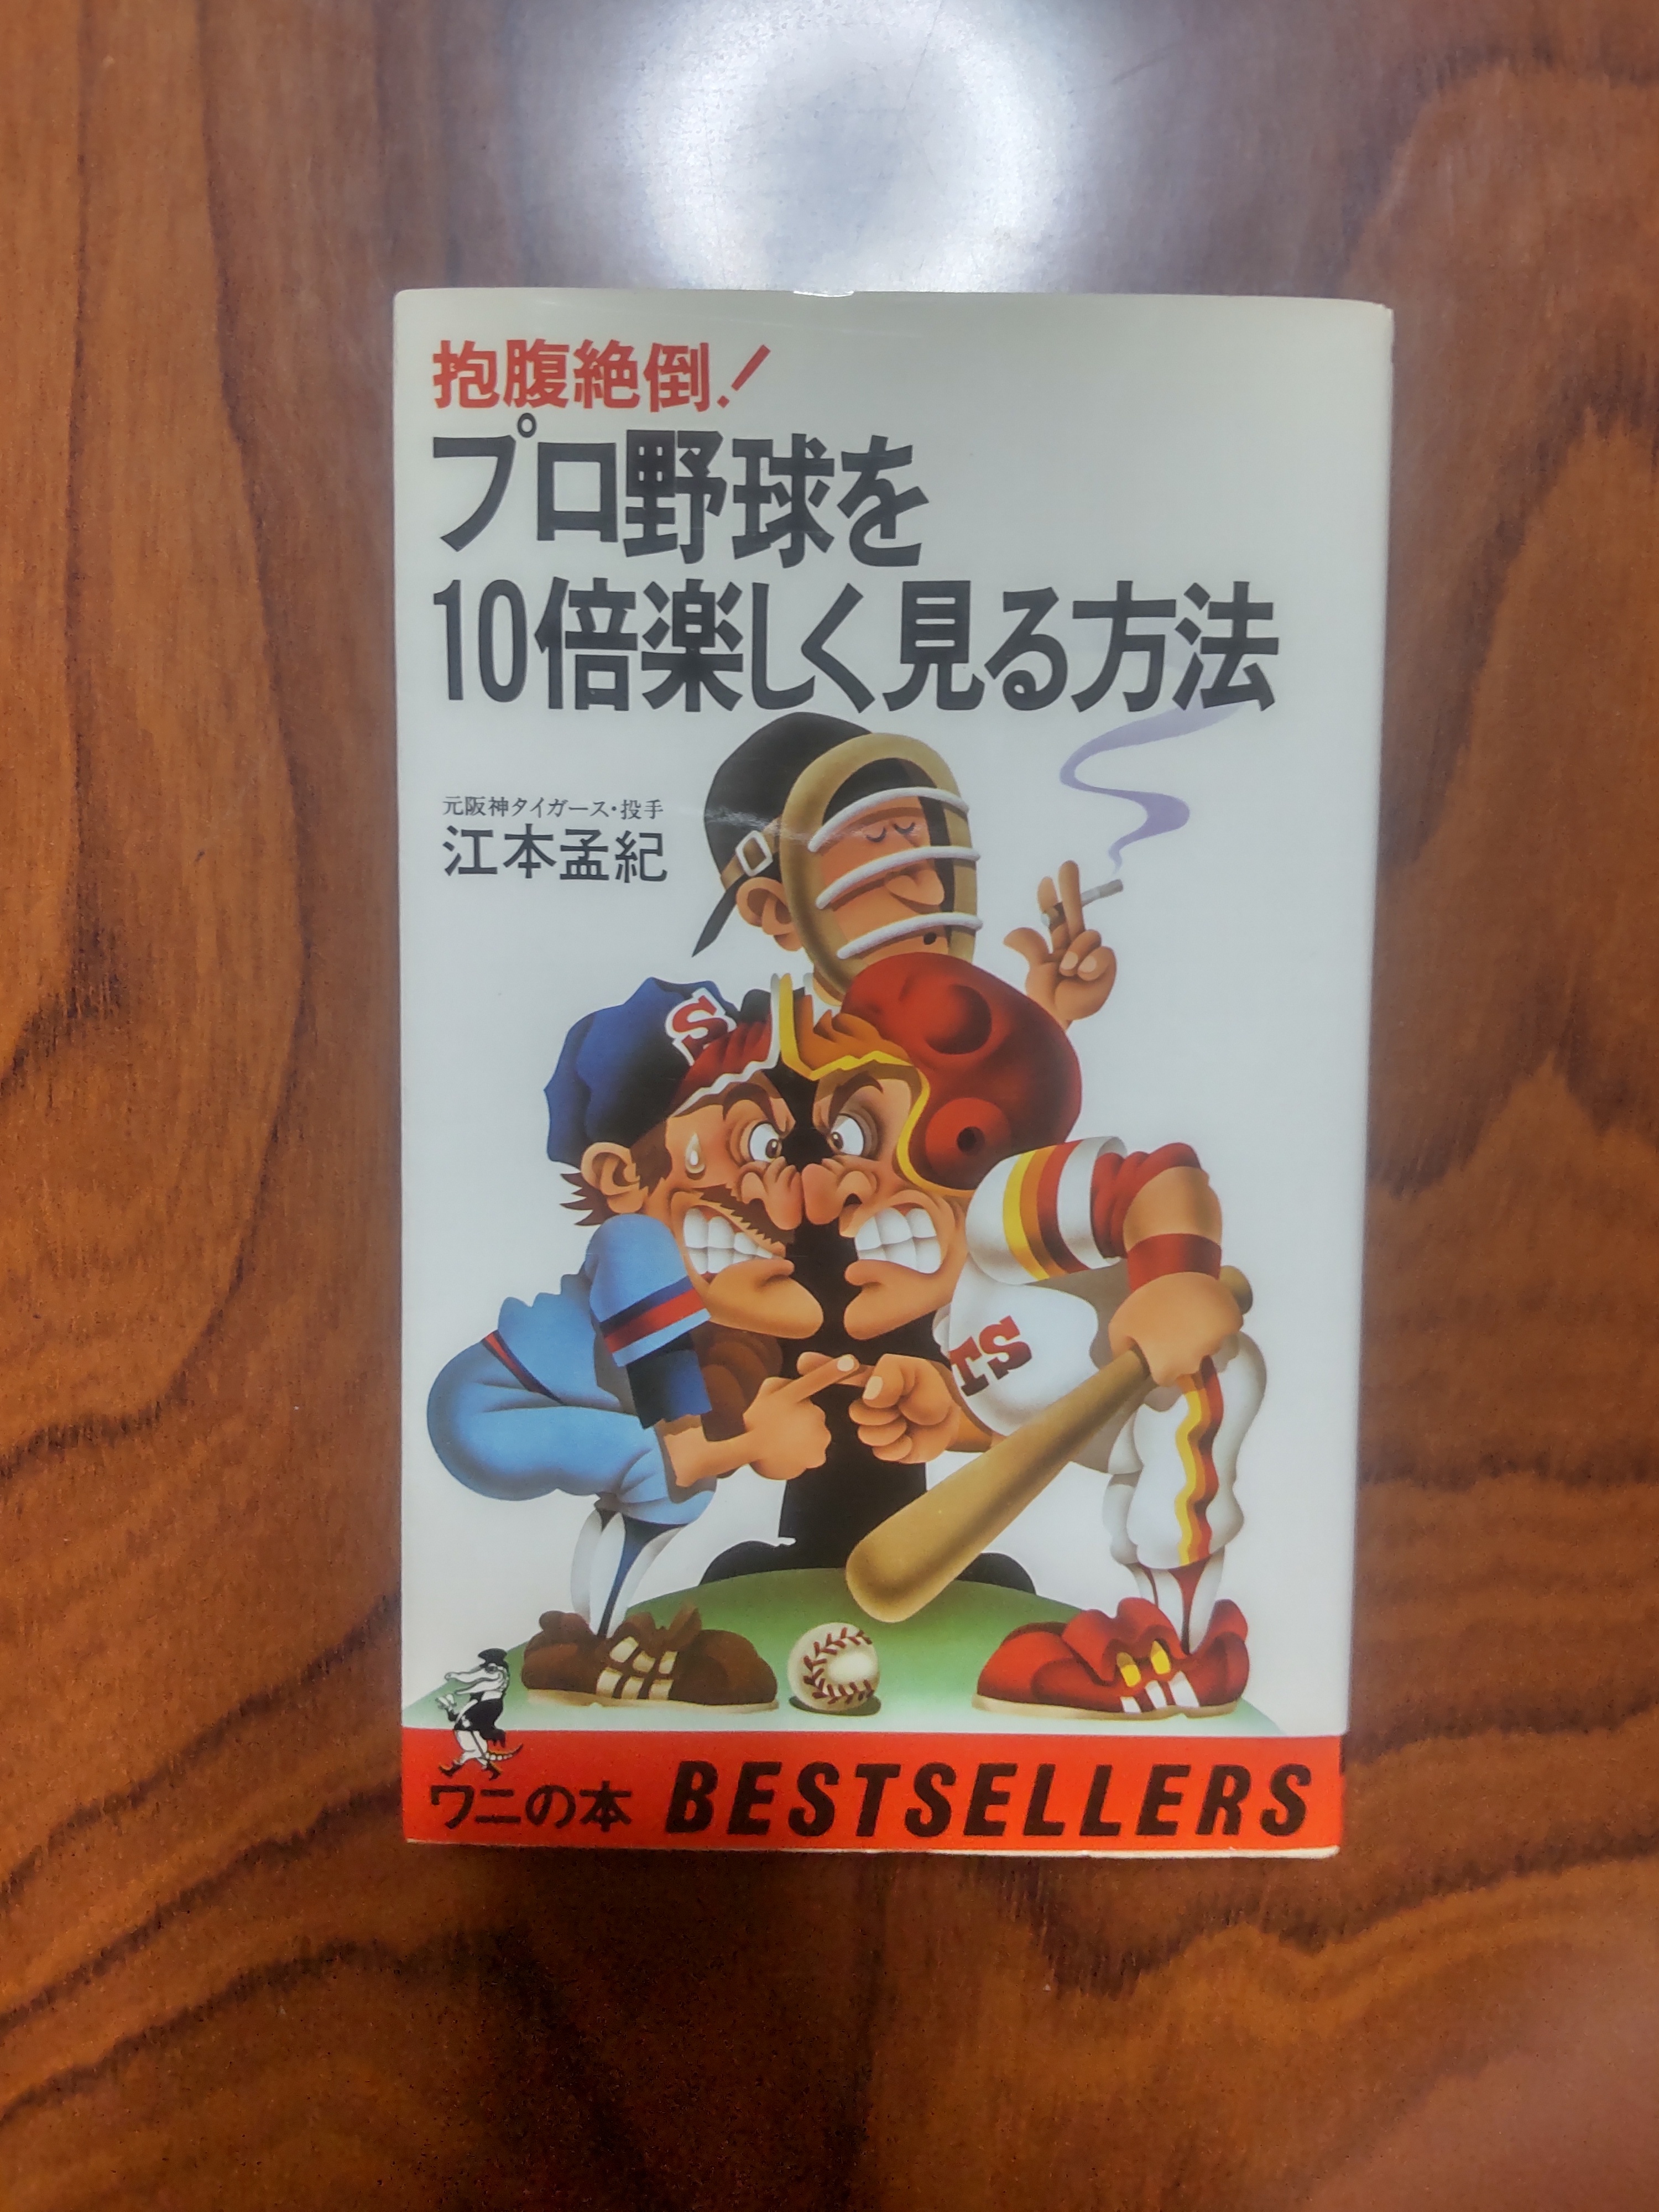 抱腹絶倒!
プロ野球を
10倍楽しく見る方法
元阪神タイガース・投手
江本孟紀
S
TS
ワニの本 BESTSELLERS